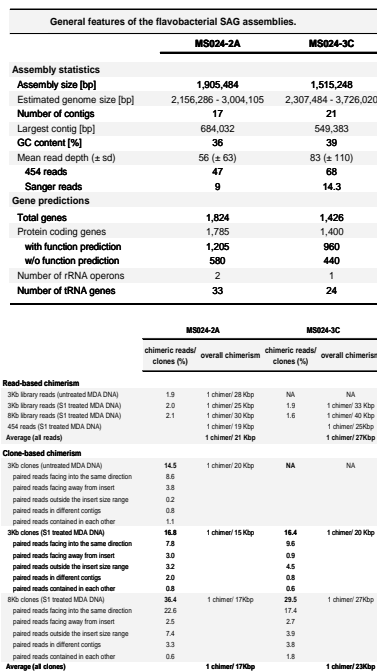 General features of the flavobacterial SAG assemblies.
MS024-2A MS024-3C
Assembly statistics
Assembly size [bp] 1,905,484 1,515,248
Estimated genome size [bp] 2,156,286 - 3,004,105 2,307,484 - 3,726,020
Number of contigs 17 21
Largest contig [bp] 684,032 549,383
GC content [%] 36 39
Mean read depth (± sd) 56 (± 63) 83 (± 110)
454 reads 47 68
Sanger reads 9 14.3
Gene predictions
Total genes 1,824 1,426
Protein coding genes 1,785 1,400
with function prediction 1,205 960
w/o function prediction 580 440
Number of rRNA operons 2 1
Number of tRNA genes 33 24
MS024-2A MS024-3C
chimeric reads/ clones (%) overall chimerism chimeric reads/ clones (%) overall chimerism
Read-based chimerism
3Kb library reads (untreated MDA DNA) 1.9 1 chimer/ 28 Kbp NA NA
3Kb library reads (S1 treated MDA DNA) 2.0 1 chimer/ 25 Kbp 1.9 1 chimer/ 33 Kbp
8Kb library reads (S1 treated MDA DNA) 2.1 1 chimer/ 30 Kbp 1.6 1 chimer/ 40 Kbp
454 reads (S1 treated MDA DNA) 1 chimer/ 19 Kbp 1 chimer/ 25Kbp
Average (all reads) 1 chimer/ 21 Kbp 1 chimer/ 27Kbp
Clone-based chimerism
3Kb clones (untreated MDA DNA) 14.5 1 chimer/ 20 Kbp NA NA
paired reads facing into the same direction 8.6
paired reads facing away from insert 3.8
paired reads outside the insert size range 0.2
paired reads in different contigs 0.8
paired reads contained in each other 1.1
3Kb clones (S1 treated MDA DNA) 16.8 1 chimer/ 15 Kbp 16.4 1 chimer/ 20 Kbp
paired reads facing into the same direction 7.8 9.6
paired reads facing away from insert 3.0 0.9
paired reads outside the insert size range 3.2 4.5
paired reads in different contigs 2.0 0.8
paired reads contained in each other 0.8 0.6
8Kb clones (S1 treated MDA DNA) 36.4 1 chimer/ 17Kbp 29.5 1 chimer/ 27Kbp
paired reads facing into the same direction 22.6 17.4
paired reads facing away from insert 2.5 2.7
paired reads outside the insert size range 7.4 3.9
paired reads in different contigs 3.3 3.8
paired reads contained in each other 0.6 1.8
Average (all clones) 1 chimer/ 17Kbp 1 chimer/ 23Kbp